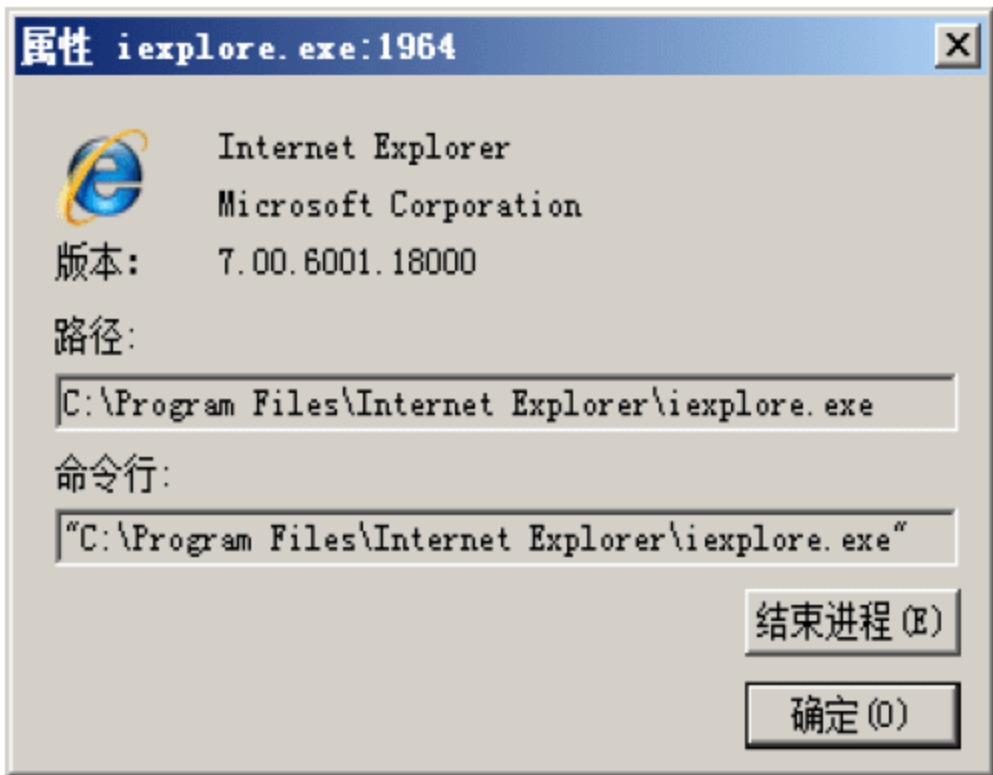 属性 iexplore.exe:1964
Internet Explorer
Microsoft Corporation
版本: 7.00.6001.18000
路径:
C:\Program Files\Internet Explorer\iexplore.exe
命令行:
"C:\Program Files\Internet Explorer\iexplore.exe"
结束进程(E)
确定(O)